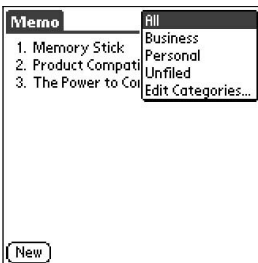 Memo
All
Business
Personal
Unfiled
Edit Categories...
1. Memory Stick
2. Product Compati
3. The Power to Co
New